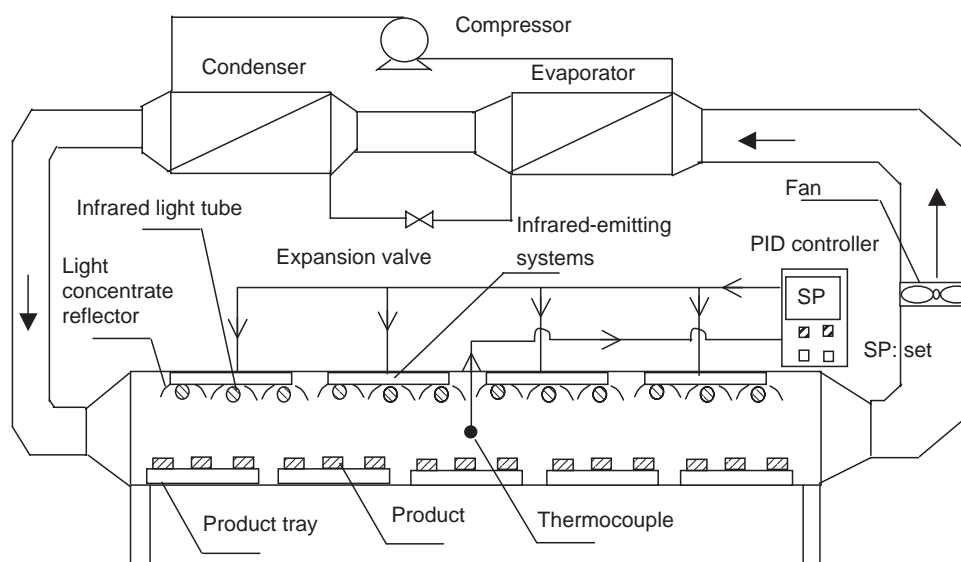 Compressor
Condenser
Evaporator
Fan
Infrared light tube
Infrared-emitting
systems
PID controller
Expansion valve
Light
concentrate
reflector
SP
SP: set
Product tray
Product
Thermocouple